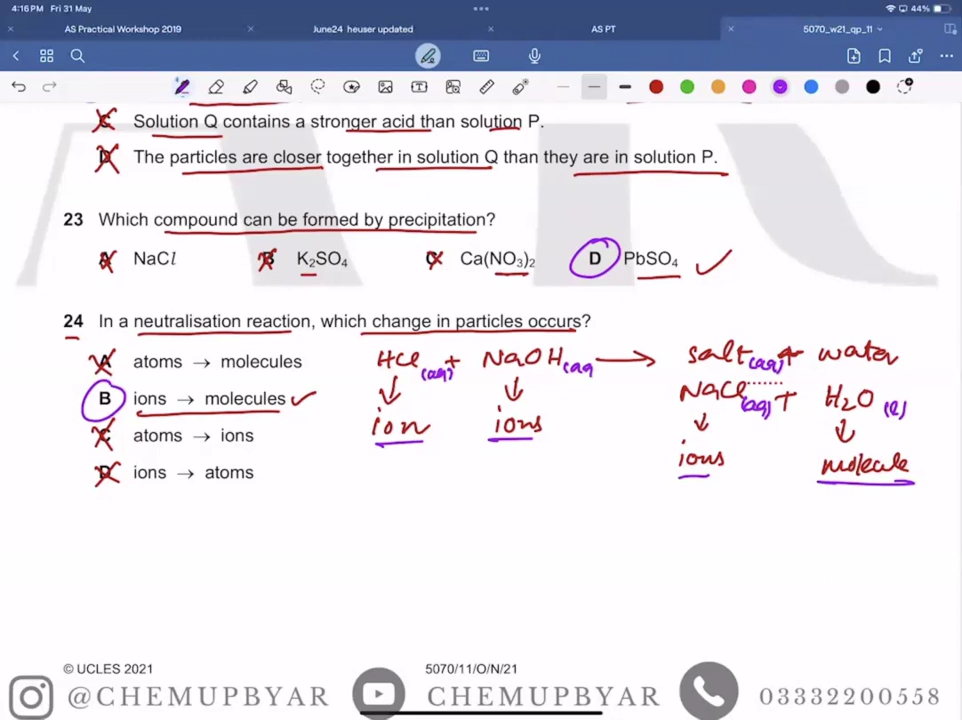 4:16 PM Fri 31 May
44%
AS Practical Workshop 2019
June24 heuser updated
AS PT
5070_w21_qp_11
C Solution Q contains a stronger acid than solution P.
D The particles are closer together in solution Q than they are in solution P.
23 Which compound can be formed by precipitation?
A NaCl B K2SO4 C Ca(NO3)2 D PbSO4
24 In a neutralisation reaction, which change in particles occurs?
A atoms → molecules
B ions → molecules
C atoms → ions
D ions → atoms
HCl(aq) + NaOH(aq → salt(aq) + water
NaCl(aq) + H2O (l)
ion ions
ions molecule
© UCLES 2021
5070/11/O/N/21
@CHEMUPBYAR CHEMUPBYAR 03332200558